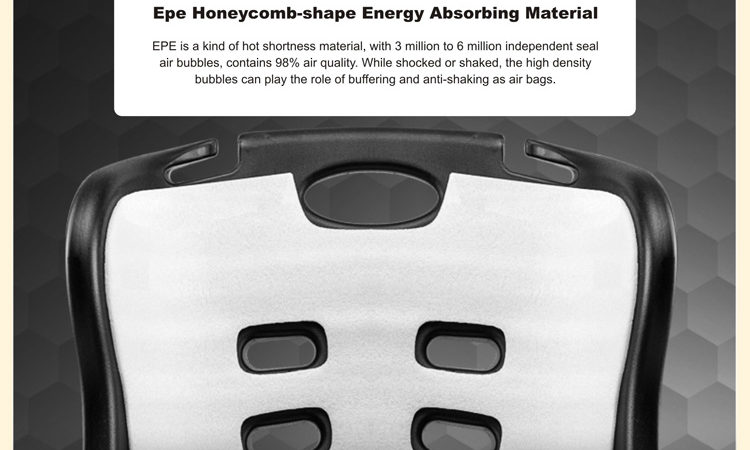 Epe Honeycomb-shape Energy Absorbing Material
EPE is a kind of hot shortness material, with 3 million to 6 million independent seal
air bubbles, contains 98% air quality. While shocked or shaked, the high density
bubbles can play the role of buffering and anti-shaking as air bags.